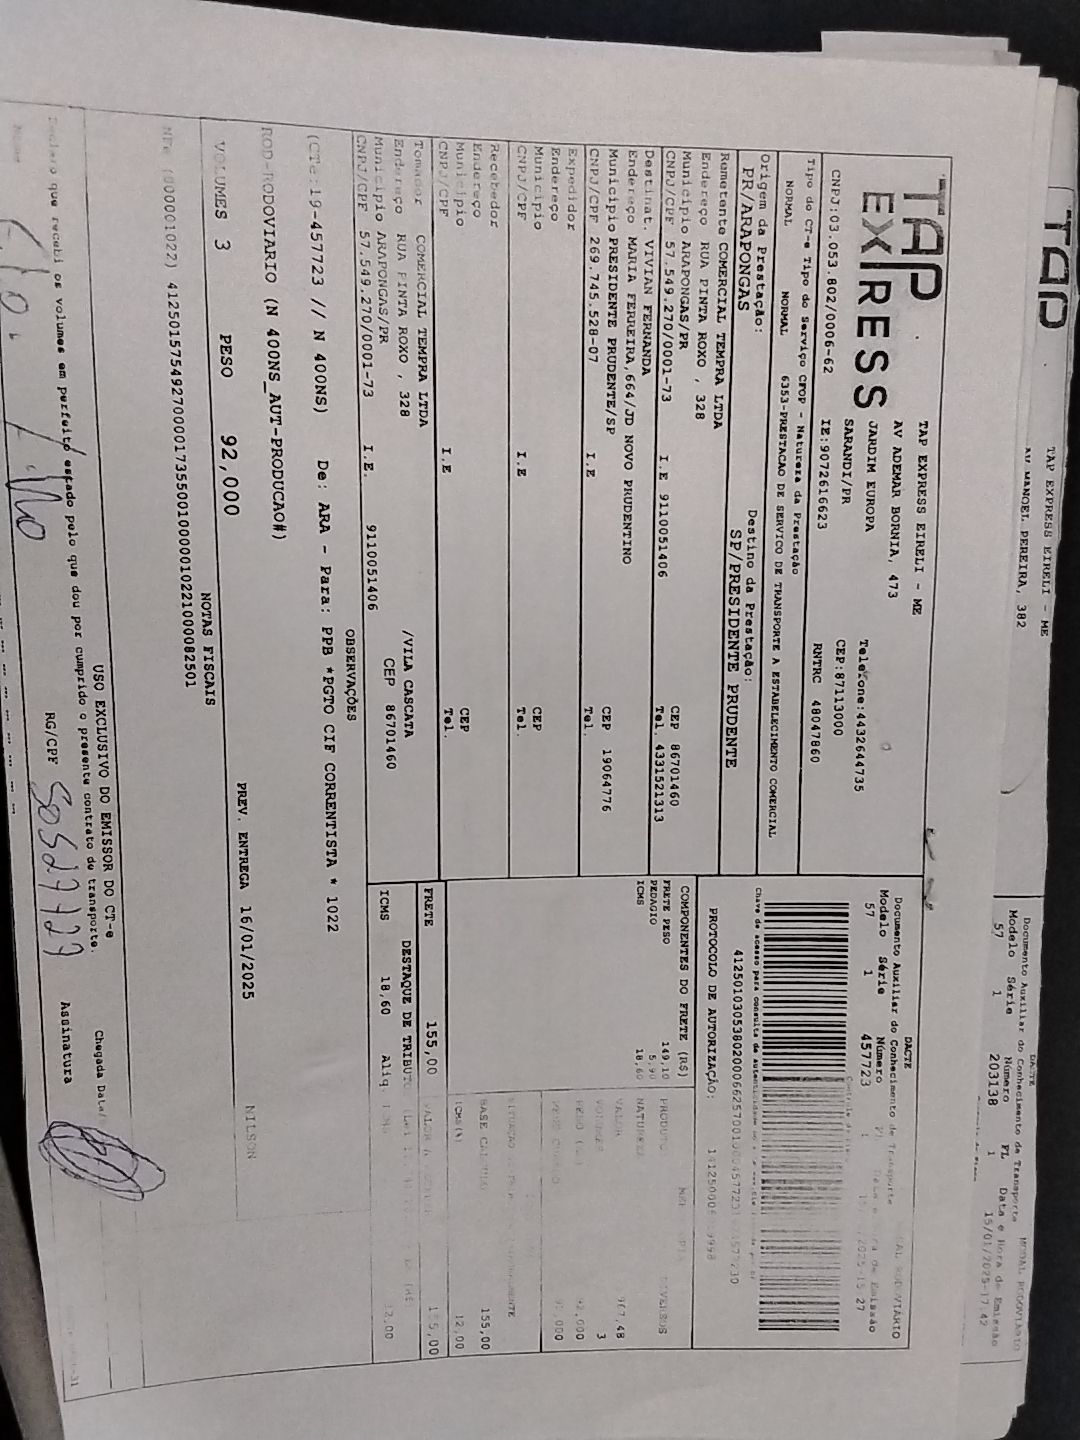 TAP
TAP EXPRESS EIRELI - ME
AV MANOEL PEREIRA, 382
DACTE
Documento Auxiliar do Conhecimento de Transporte
MODAL RODOVIARIO
Modelo Série Número FL Data e Hora de Emissão
57 1 203138 1 15/01/2025-17:42
TAP
EXPRESS
TAP EXPRESS EIRELI - ME
AV ADEMAR BORNIA, 473
JARDIM EUROPA
SARANDI/PR
Telefone:4432644735
CEP:87113000
CNPJ:03.053.802/0006-62
IE:9072616623
RNTRC 48047860
DACTE
Documento Auxiliar do Conhecimento de Transporte
Modelo Série Número
57 1 457723
Tipo do CT-e Tipo do Serviço CFOP - Natureza da Prestação
NORMAL NORMAL 6353-PRESTACAO DE SERVICO DE TRANSPORTE A ESTABELECIMENTO COMERCIAL
Origem da Prestação:
PR/ARAPONGAS
Destino da Prestação:
SP/PRESIDENTE PRUDENTE
PROTOCOLO DE AUTORIZAÇÃO:
Remetente COMERCIAL TEMPRA LTDA
Endereço RUA PINTA ROXO , 328
Município ARAPONGAS/PR
CEP 86701460
CNPJ/CPF 57.549.270/0001-73
I.E 9110051406
Tel. 4331521313
Destinat. VIVIAN FERNANDA
Endereço MARIA FERREIRA,664/JD NOVO PRUDENTINO
Município PRESIDENTE PRUDENTE/SP
CEP 19064776
CNPJ/CPF 269.745.528-07
I.E
Tel.
Expedidor
Endereço
Município
CEP
CNPJ/CPF
I.E
Tel.
Recebedor
Endereço
Município
CEP
CNPJ/CPF
I.E
Tel.
Tomador COMERCIAL TEMPRA LTDA
Endereço RUA PINTA ROXO , 328
/VILA CASCATA
Município ARAPONGAS/PR
CEP 86701460
CNPJ/CPF 57.549.270/0001-73
I.E. 9110051406
COMPONENTES DO FRETE (R$)
FRETE PESO 149,10
PEDAGIO 5,90
ICMS 18,60
PRODUTO DIVERSOS
NATUREZA
VOLUMES 3
BASE CALCULO 155,00
ICMS(%) 12,00
FRETE 155,00
DESTAQUE DE TRIBUTO
ICMS 18,60 Aliq.
OBSERVAÇÕES
(CTe:19-457723 // N 400NS) De: ARA - Para: PPB *PGTO CIF CORRENTISTA * 1022
ROD-RODOVIARIO (N 400NS_AUT-PRODUCAO#)
VOLUMES 3 PESO 92,000
PREV. ENTREGA 16/01/2025
NILSON
NOTAS FISCAIS
USO EXCLUSIVO DO EMISSOR DO CT-e
Declaro que recebi os volumes em perfeito estado pelo que dou por cumprido o presente contrato de transporte.
Chegada Data/
Nome
RG/CPF
Assinatura